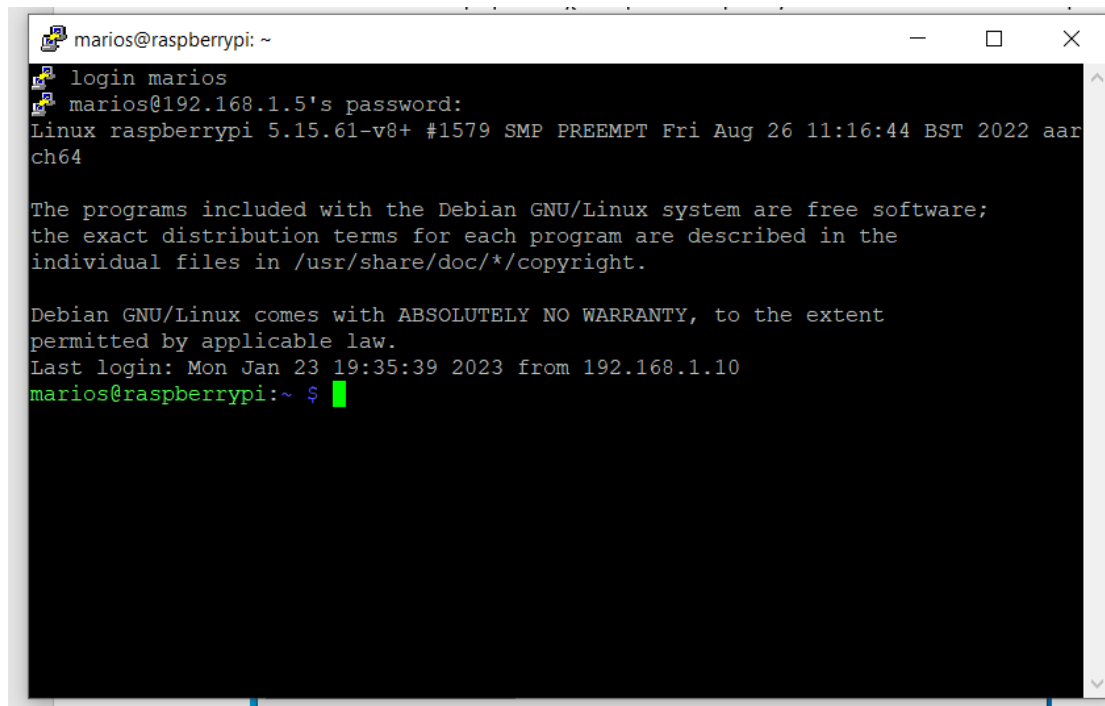 marios@raspberrypi: ~
login marios
marios@192.168.1.5's password:
Linux raspberrypi 5.15.61-v8+ #1579 SMP PREEMPT Fri Aug 26 11:16:44 BST 2022 aar
ch64
The programs included with the Debian GNU/Linux system are free software;
the exact distribution terms for each program are described in the
individual files in /usr/share/doc/*/copyright.
Debian GNU/Linux comes with ABSOLUTELY NO WARRANTY, to the extent
permitted by applicable law.
Last login: Mon Jan 23 19:35:39 2023 from 192.168.1.10
marios@raspberrypi:~ $